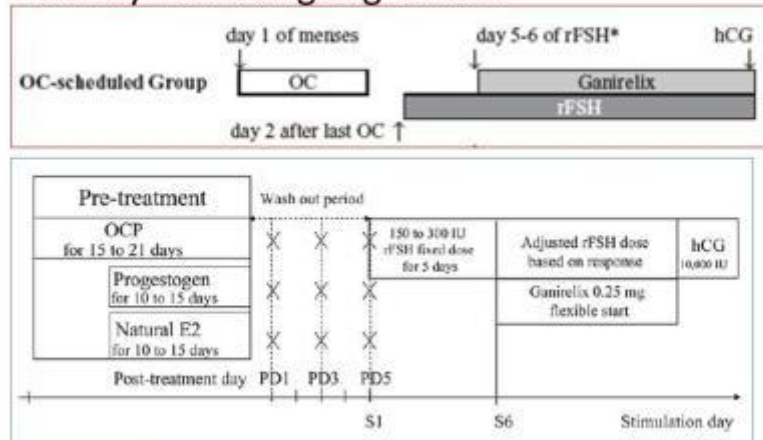 day 1 of menses
day 5-6 of rFSH*
hCG
OC-scheduled Group
OC
Ganirelix
rFSH
day 2 after last OC
Pre-treatment
Wash out period
OCP
for 15 to 21 days
150 to 300 IU
rFSH fixed dose
for 5 days
Adjusted rFSH dose
based on response
hCG
10,000 IU
Progestogen
for 10 to 15 days
Ganirelix 0.25 mg
flexible start
Natural E2
for 10 to 15 days
Post-treatment day
PD1
PD3
PD5
S1
S6
Stimulation day